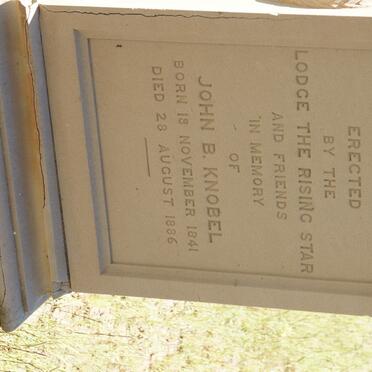 ERECTED
BY THE
LODGE THE RISING STAR
AND FRIENDS
IN MEMORY
OF
JOHN B. KNOBEL
BORN 18 NOVEMBER 1841
DIED 28 AUGUST 1886